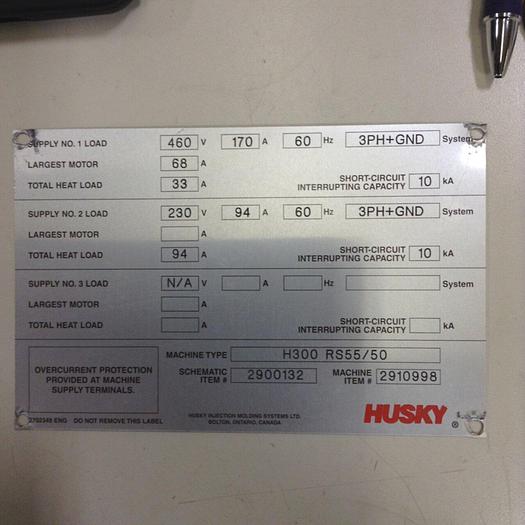 SUPPLY NO. 1 LOAD 460 V 170 A 60 Hz 3PH+GND System
LARGEST MOTOR 68 A
TOTAL HEAT LOAD 33 A SHORT-CIRCUIT INTERRUPTING CAPACITY 10 kA
SUPPLY NO. 2 LOAD 230 V 94 A 60 Hz 3PH+GND System
LARGEST MOTOR A
TOTAL HEAT LOAD 94 A SHORT-CIRCUIT INTERRUPTING CAPACITY 10 kA
SUPPLY NO. 3 LOAD N/A V A Hz System
LARGEST MOTOR A
TOTAL HEAT LOAD A SHORT-CIRCUIT INTERRUPTING CAPACITY kA
OVERCURRENT PROTECTION
PROVIDED AT MACHINE
SUPPLY TERMINALS.
MACHINE TYPE H300 RS55/50
SCHEMATIC ITEM # 2900132 MACHINE ITEM # 2910998
ENG DO NOT REMOVE THIS LABEL
HUSKY INJECTION MOLDING SYSTEMS LTD.
BOLTON, ONTARIO, CANADA
HUSKY ®